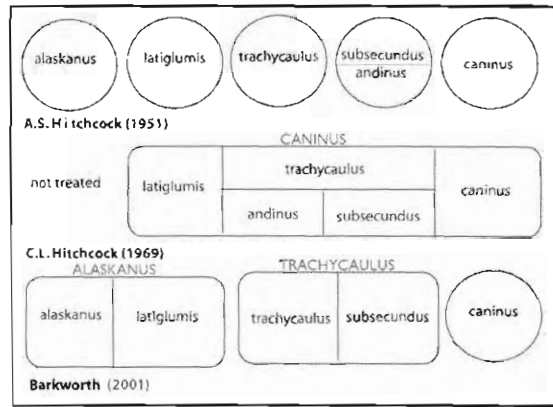 alaskanus latiglumis trachycaulus subsecundus caninus
andinus
A.S. Hitchcock (1951)
CANINUS
not treated latiglumis trachycaulus caninus
andinus subsecundus
C.L. Hitchcock (1969)
ALASKANUS TRACHYCAULUS
alaskanus latiglumis trachycaulus subsecundus caninus
Barkworth (2001)